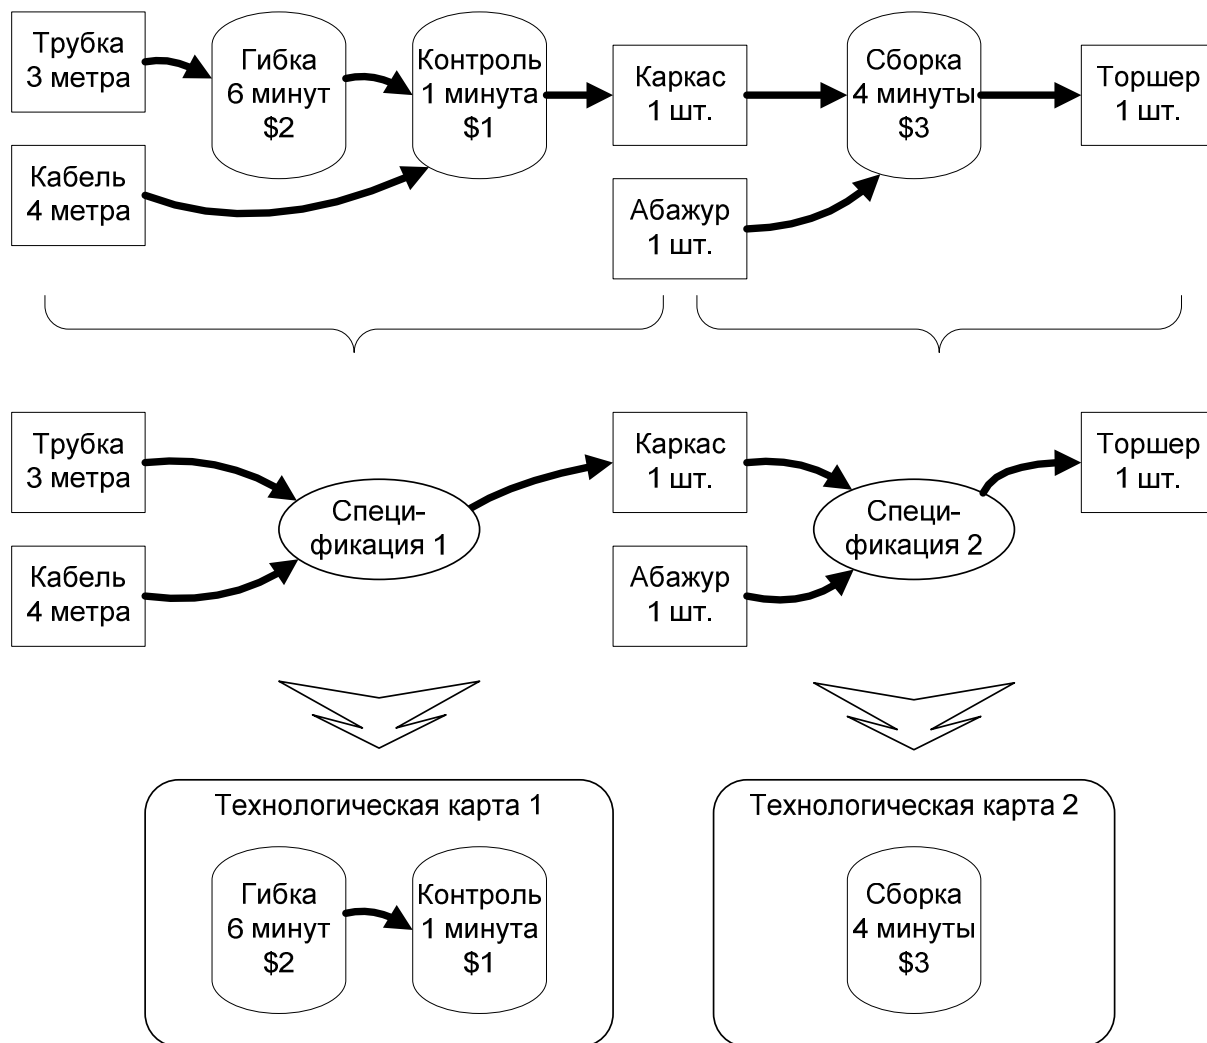 Трубка
3 метра
Гибка
6 минут
$2
Контроль
1 минута
$1
Каркас
1 шт.
Сборка
4 минуты
$3
Торшер
1 шт.
Кабель
4 метра
Абажур
1 шт.
Трубка
3 метра
Каркас
1 шт.
Торшер
1 шт.
Специ-
фикация 1
Специ-
фикация 2
Кабель
4 метра
Абажур
1 шт.
Технологическая карта 1
Технологическая карта 2
Гибка
6 минут
$2
Контроль
1 минута
$1
Сборка
4 минуты
$3